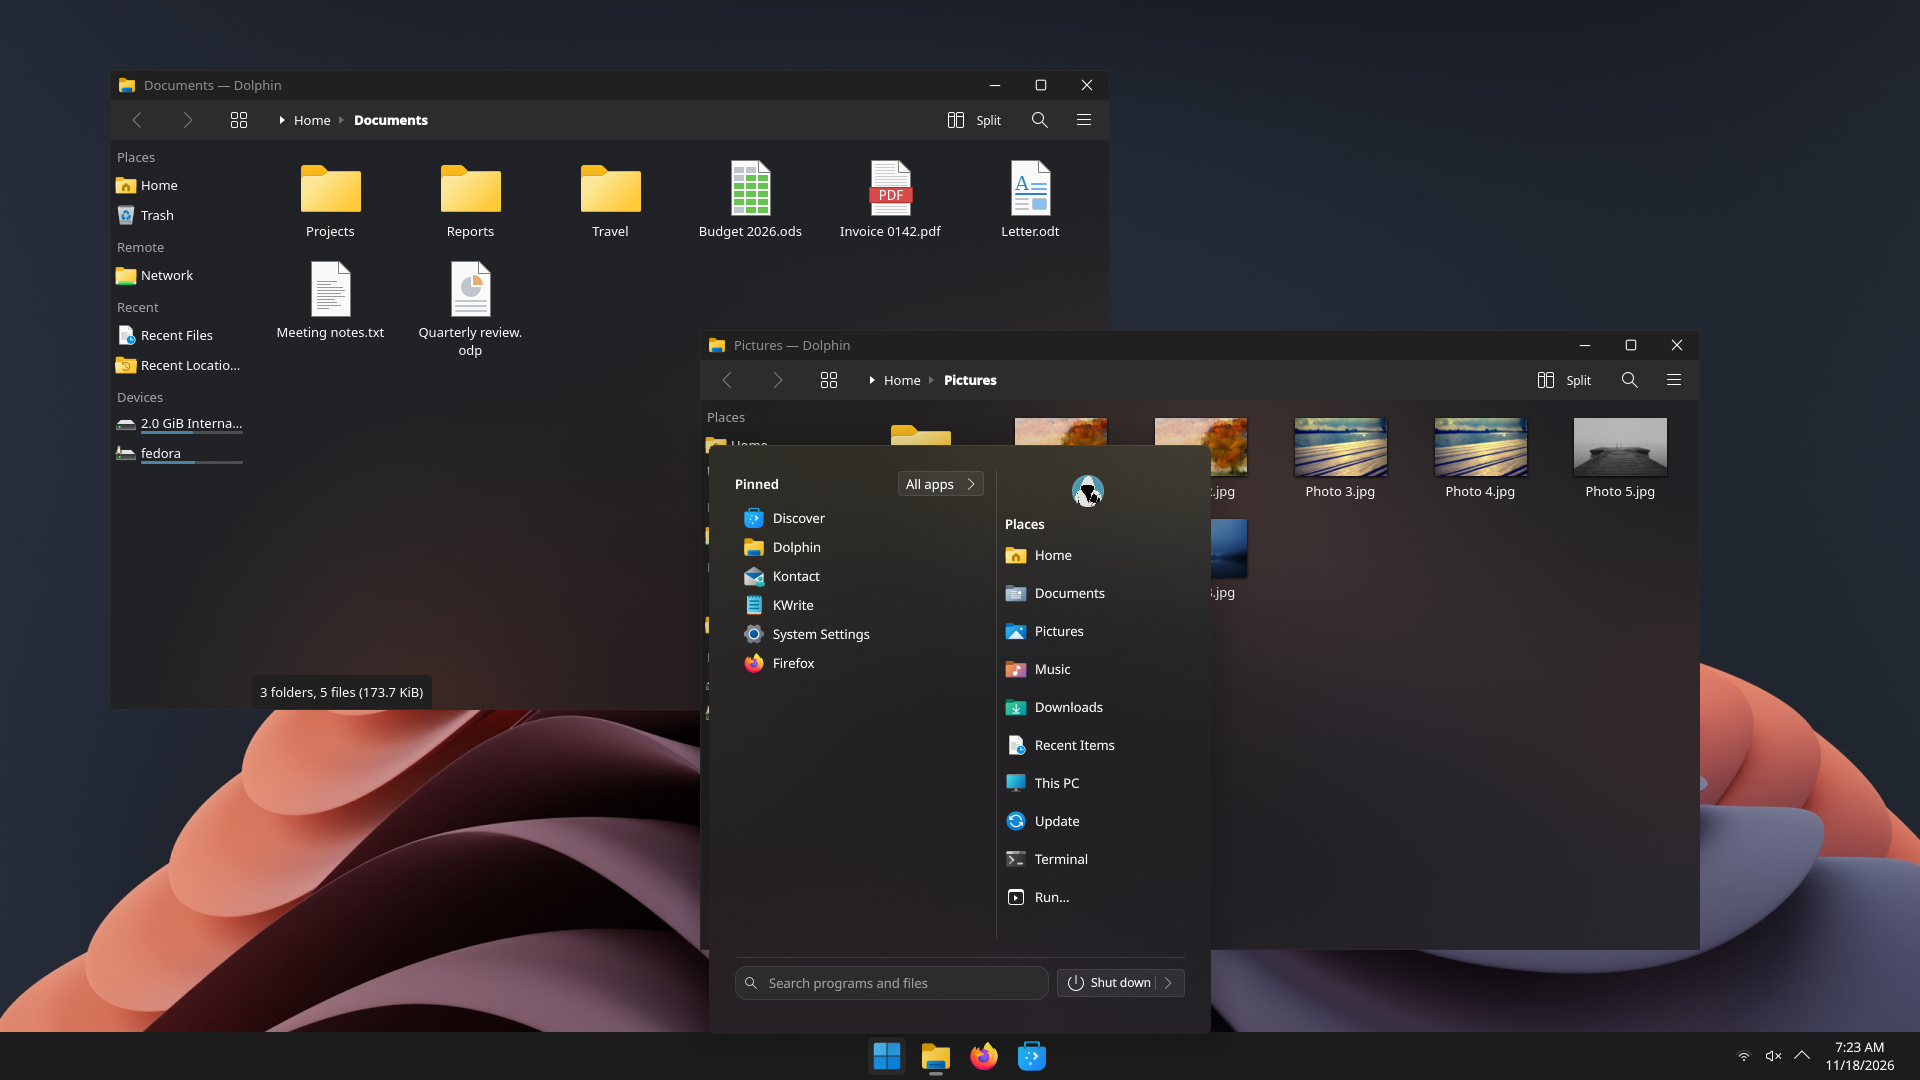 Documents — Dolphin
Home
Documents
Split
Places
Home
Trash
Remote
Network
Recent
Recent Files
Recent Locatio...
Devices
2.0 GiB Interna...
fedora
Projects
Reports
Travel
Budget 2026.ods
Invoice 0142.pdf
PDF
Letter.odt
Meeting notes.txt
Quarterly review.
odp
3 folders, 5 files (173.7 KiB)
Pictures — Dolphin
Home
Pictures
Split
Places
Home
.jpg
Photo 3.jpg
Photo 4.jpg
Photo 5.jpg
.jpg
Pinned
All apps
Discover
Dolphin
Kontact
KWrite
System Settings
Firefox
Places
Home
Documents
Pictures
Music
Downloads
Recent Items
This PC
Update
Terminal
Run...
Search programs and files
Shut down
7:23 AM
11/18/2026